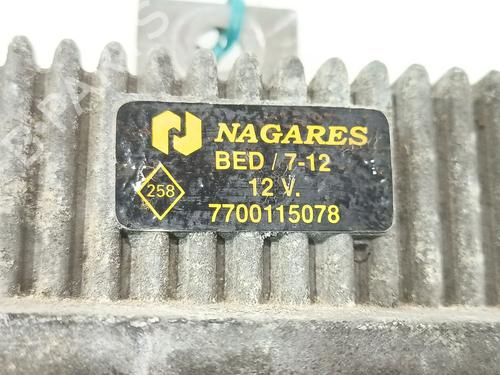 NAGARES
BED / 7-12
258
12 V.
7700115078